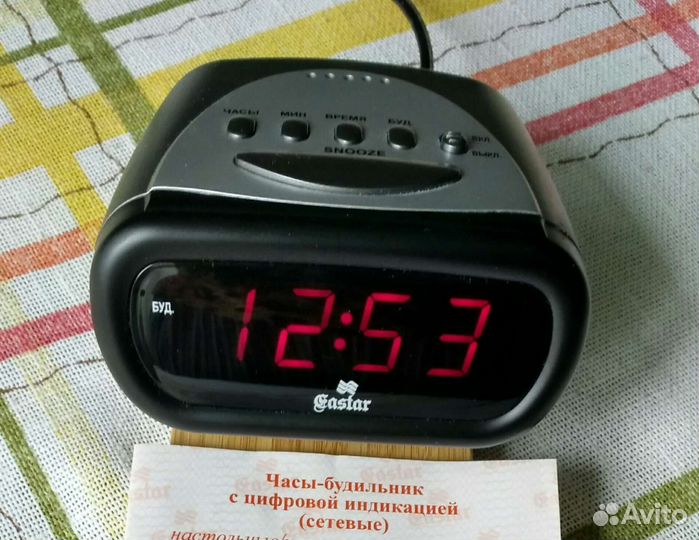 ЧАСЫ МИН ВРЕМЯ БУД. ВКЛ.
SNOOZE ВЫКЛ.
БУД. 12:53
Eastar
Часы-будильник
с цифровой индикацией
(сетевые)
Avito